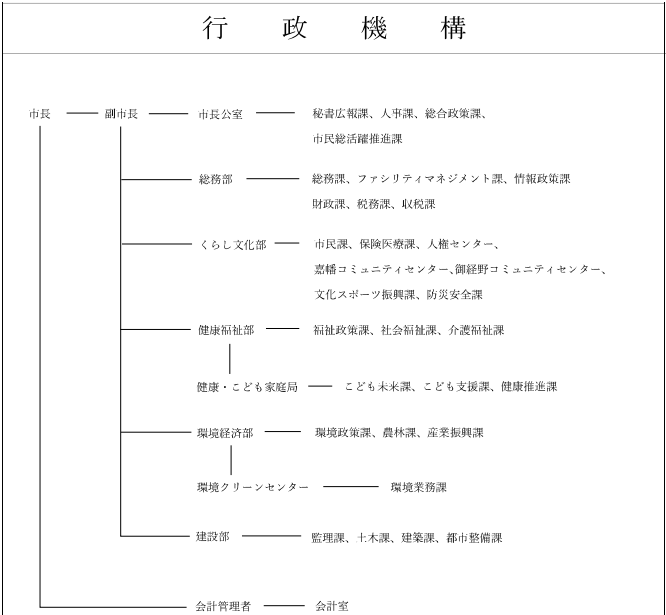 行政機構
市長 副市長 市長公室 秘書広報課、人事課、総合政策課、
市民総活躍推進課
総務部 総務課、ファシリティマネジメント課、情報政策課
財政課、税務課、収税課
くらし文化部 市民課、保険医療課、人権センター、
嘉幡コミュニティセンター、御経野コミュニティセンター、
文化スポーツ振興課、防災安全課
健康福祉部 福祉政策課、社会福祉課、介護福祉課
健康・こども家庭局 こども未来課、こども支援課、健康推進課
環境経済部 環境政策課、農林課、産業振興課
環境クリーンセンター 環境業務課
建設部 監理課、土木課、建築課、都市整備課
会計管理者 会計室